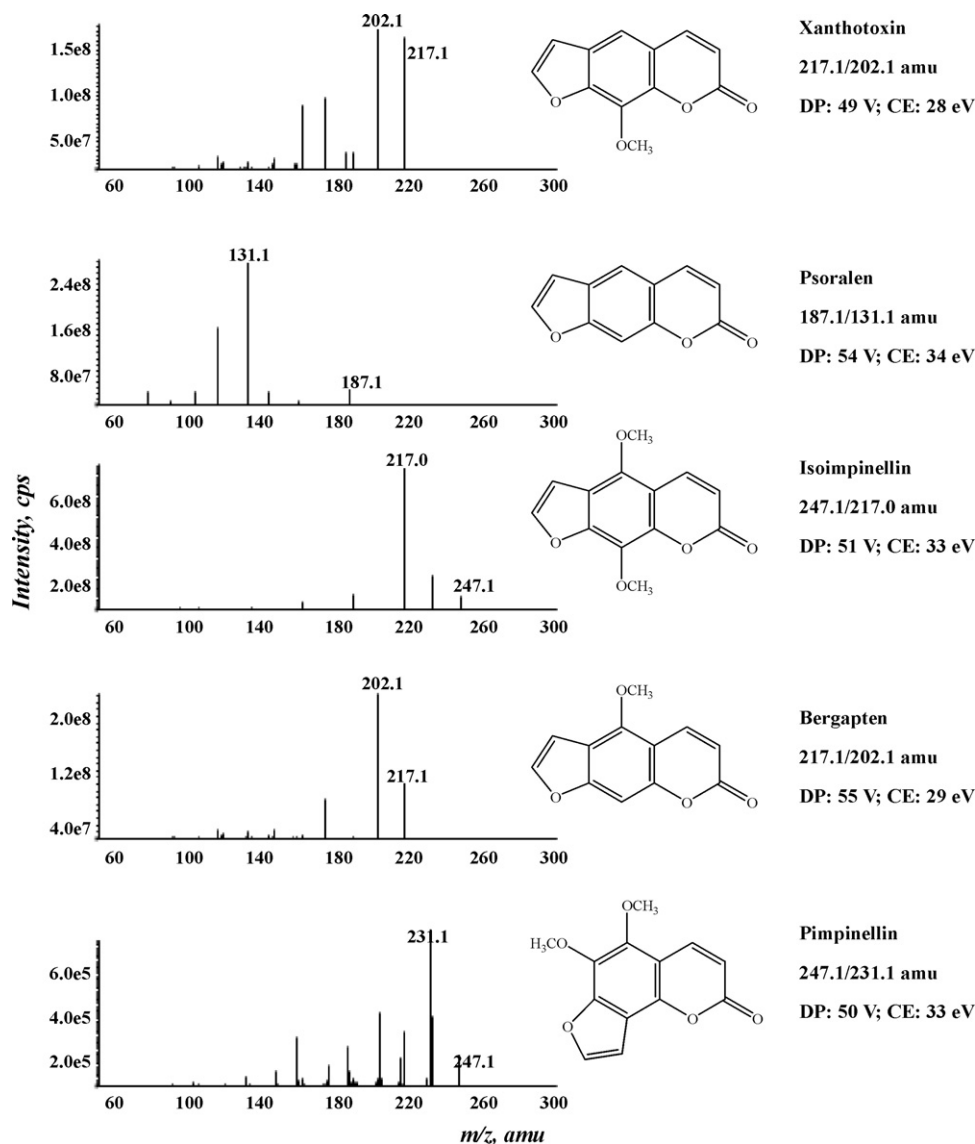 202.1
217.1
1.5e8
1.0e8
5.0e7
60 100 140 180 220 260 300
O
O
O
OCH3
Xanthotoxin
217.1/202.1 amu
DP: 49 V; CE: 28 eV
131.1
187.1
2.4e8
1.6e8
8.0e7
60 100 140 180 220 260 300
O
O
O
Psoralen
187.1/131.1 amu
DP: 54 V; CE: 34 eV
Intensity, cps
217.0
247.1
6.0e8
4.0e8
2.0e8
100 140 180 220 260 300
OCH3
O
O
O
OCH3
Isoimpinellin
247.1/217.0 amu
DP: 51 V; CE: 33 eV
202.1
217.1
2.0e8
1.2e8
4.0e7
60 100 140 180 220 260 300
OCH3
O
O
O
Bergapten
217.1/202.1 amu
DP: 55 V; CE: 29 eV
231.1
247.1
6.0e5
4.0e5
2.0e5
60 100 140 180 220 260 300
OCH3
H3CO
O
O
O
Pimpinellin
247.1/231.1 amu
DP: 50 V; CE: 33 eV
m/z, amu